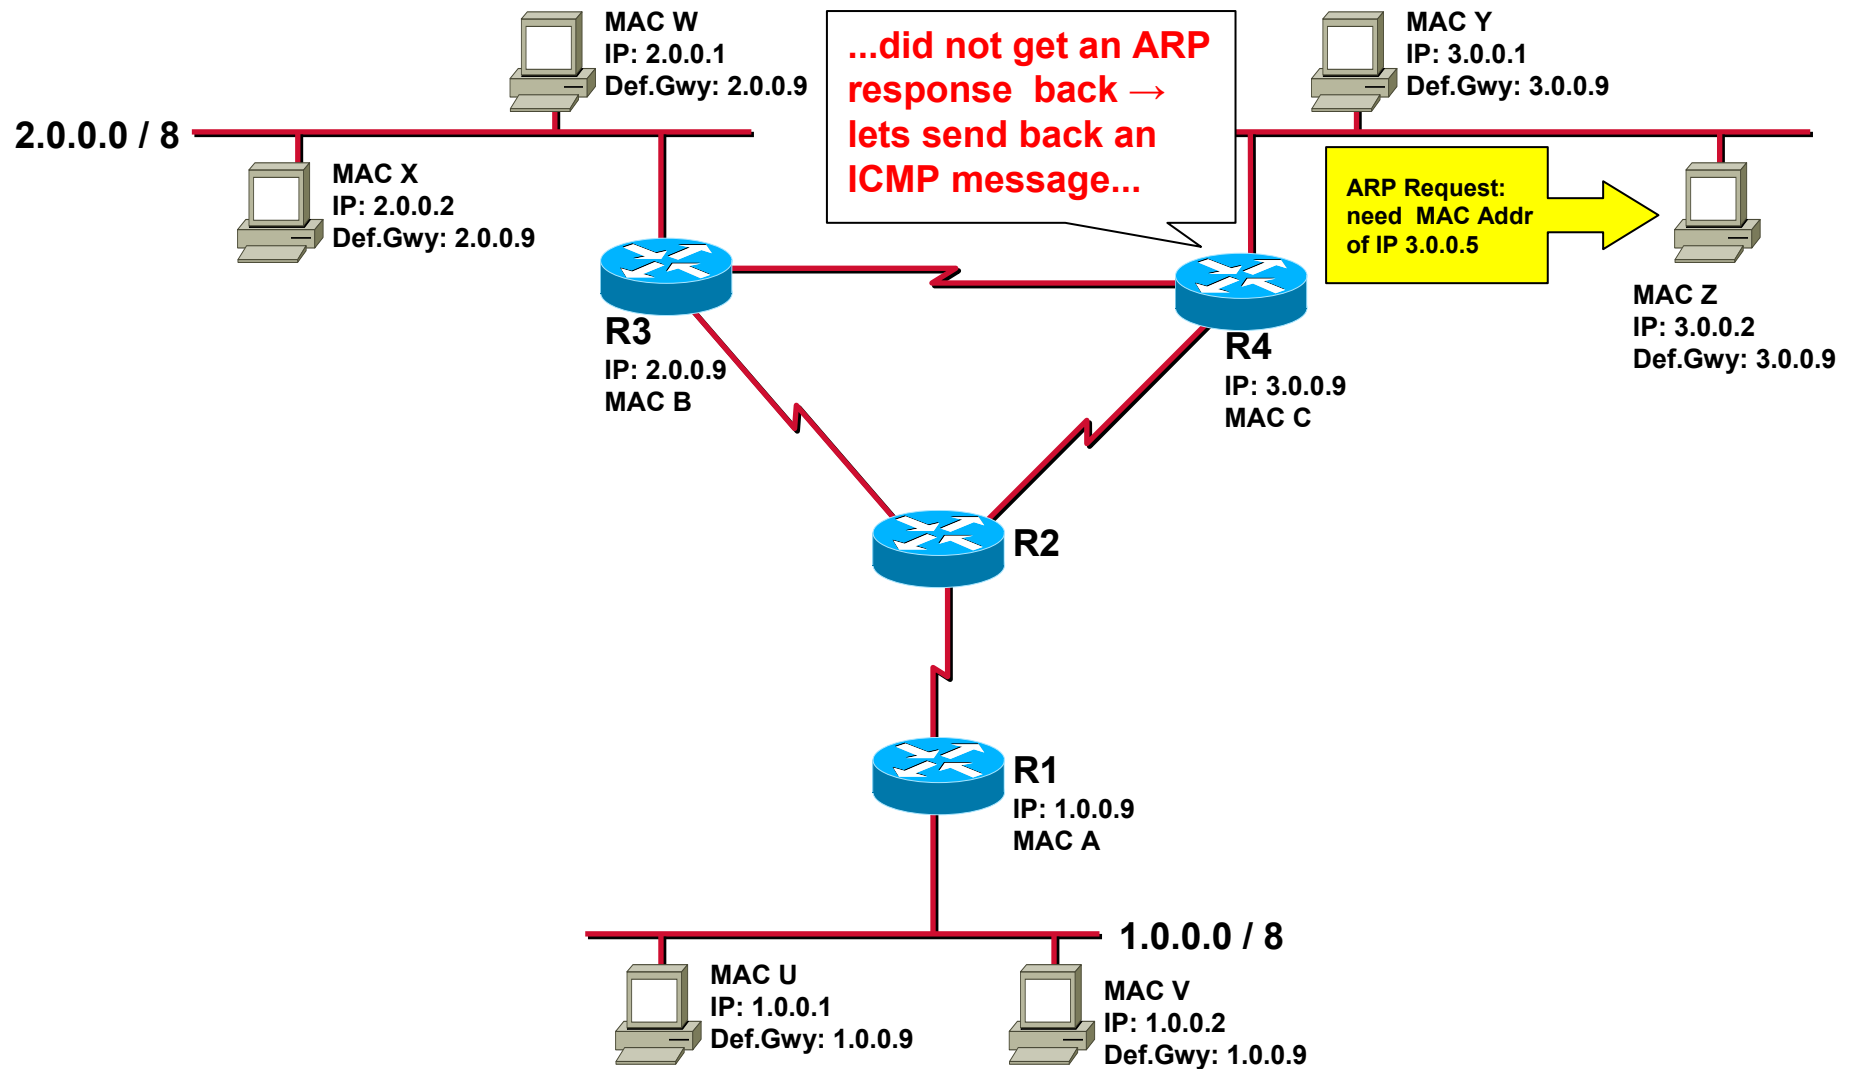 MAC W
IP: 2.0.0.1
Def.Gwy: 2.0.0.9
2.0.0.0 / 8
MAC X
IP: 2.0.0.2
Def.Gwy: 2.0.0.9
...did not get an ARP
response back →
lets send back an
ICMP message...
MAC Y
IP: 3.0.0.1
Def.Gwy: 3.0.0.9
ARP Request:
need MAC Addr
of IP 3.0.0.5
MAC Z
IP: 3.0.0.2
Def.Gwy: 3.0.0.9
R3
IP: 2.0.0.9
MAC B
R4
IP: 3.0.0.9
MAC C
R2
R1
IP: 1.0.0.9
MAC A
1.0.0.0 / 8
MAC U
IP: 1.0.0.1
Def.Gwy: 1.0.0.9
MAC V
IP: 1.0.0.2
Def.Gwy: 1.0.0.9